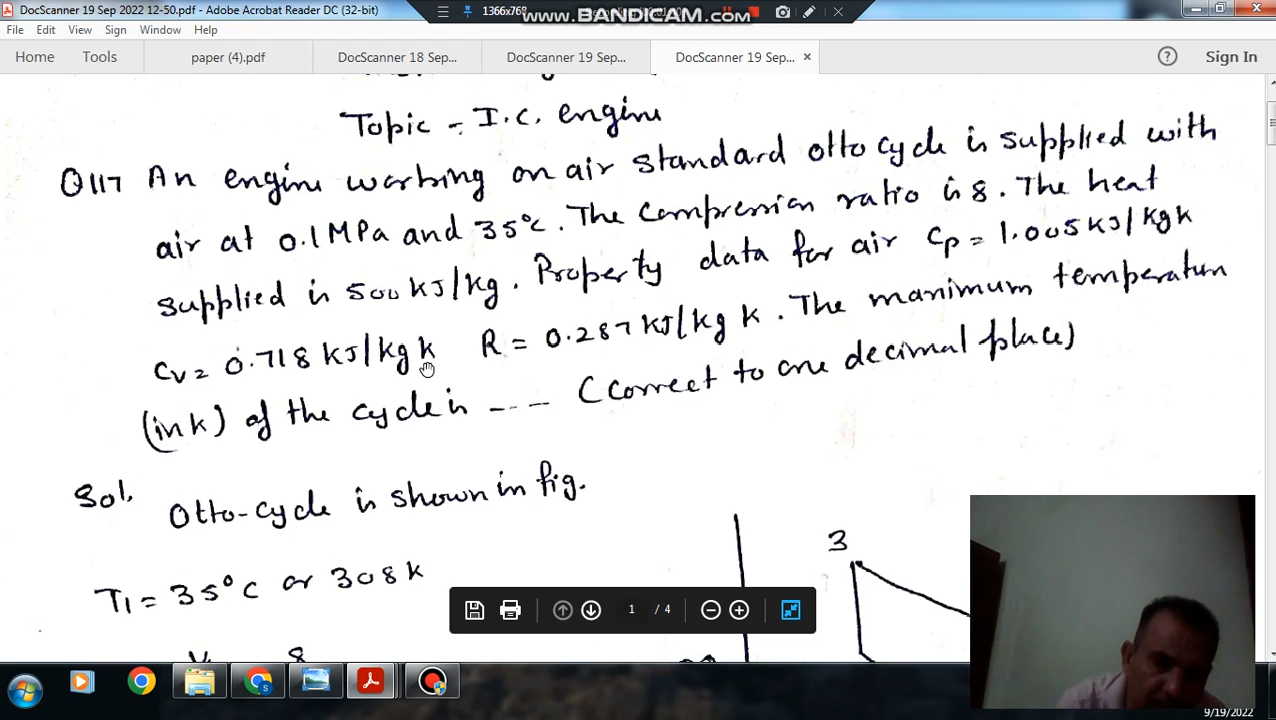 DocScanner 19 Sep 2022 12-50.pdf - Adobe Acrobat Reader DC (32-bit)
1366x768
www.BANDICAM.com
File Edit View Sign Window Help
Home Tools paper (4).pdf DocScanner 18 Sep... DocScanner 19 Sep... DocScanner 19 Sep... × Sign In
Topic - I.C. engine
Q117 An engine working on air standard otto cycle is supplied with
air at 0.1 MPa and 35°C. The compression ratio is 8. The heat
supplied is 500 kJ/kg. Property data for air Cp = 1.005 kJ/kg k
Cv = 0.718 kJ/kg k R = 0.287 kJ/kg k. The maximum temperature
(in k) of the cycle is ---- (Correct to one decimal place)
Sol. Otto-cycle is shown in fig.
3
T1 = 35°C or 308 k
1 / 4
8
9/19/2022